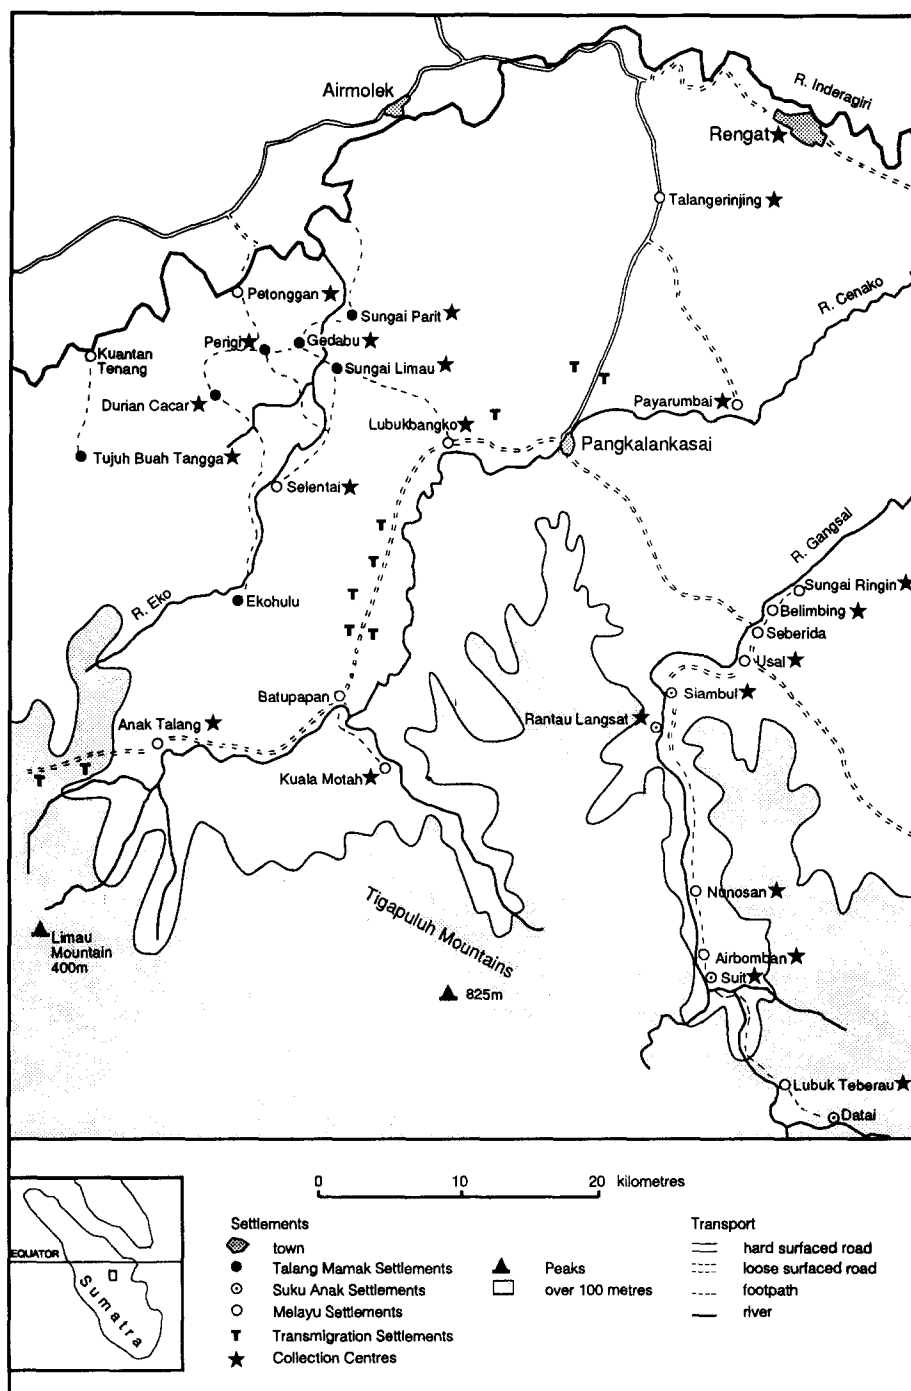 Airmolek
R. Inderagiri
Rengat
Talangerinjing
R. Cenako
Petonggan
Sungai Parit
Perigi
Gedabu
Kuantan
Tenang
Sungai Limau
Durian Cacar
Payarumbai
Lubukbangko
Pangkalankasai
Tujuh Buah Tangga
Selentai
R. Gangsal
Sungai Ringin
R. Eko
Ekohulu
Belimbing
Seberida
Usal
Batupapan
Siambul
Anak Talang
Rantau Langsat
Kuala Motah
Tigapuluh Mountains
Nunosan
Limau
Mountain
400m
Airbomban
Suit
825m
Lubuk Teberau
Datai
0 10 20 kilometres
EQUATOR
Sumatra
Settlements
town
Talang Mamak Settlements
Suku Anak Settlements
Melayu Settlements
T Transmigration Settlements
Collection Centres
Peaks
over 100 metres
Transport
hard surfaced road
loose surfaced road
footpath
river